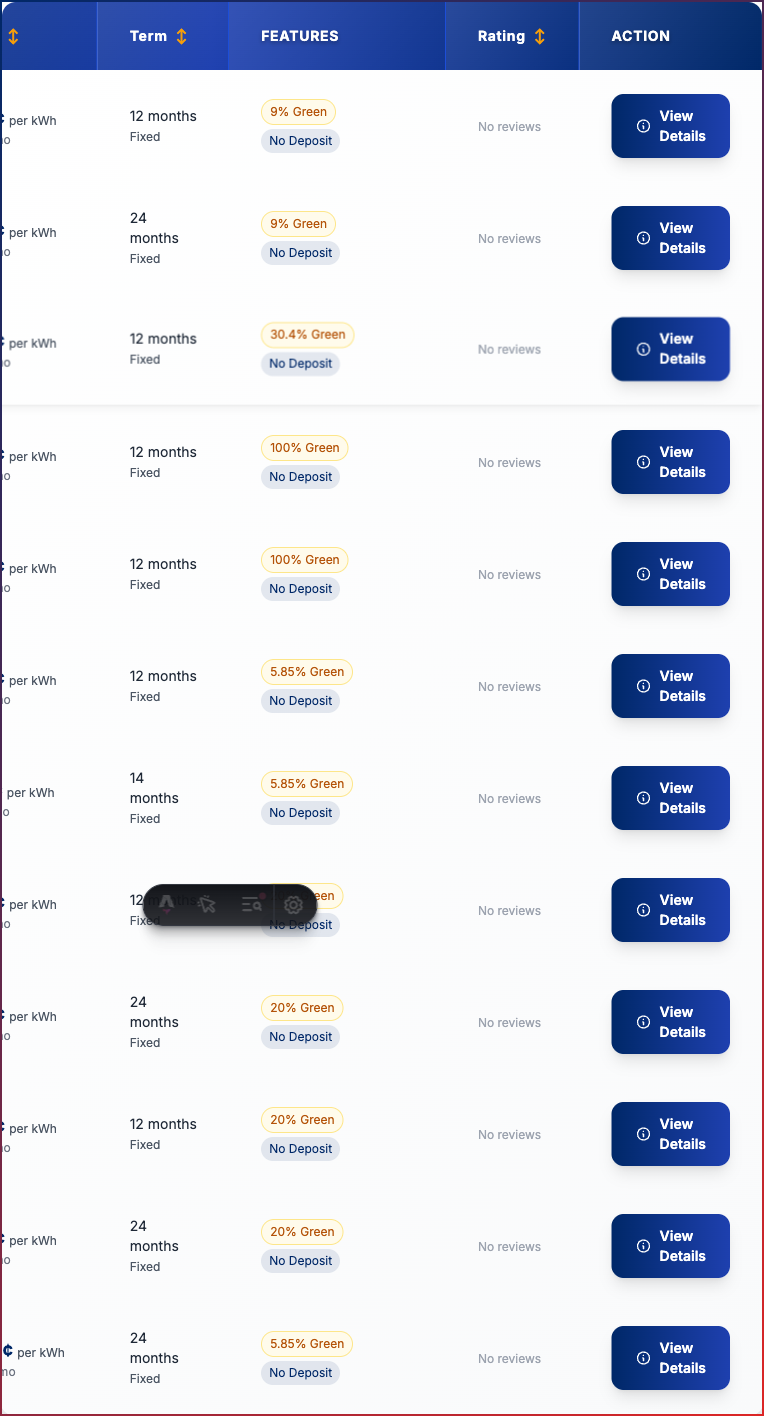 Term
FEATURES
Rating
ACTION
per kWh
12 months
Fixed
9% Green
No Deposit
No reviews
View
Details
per kWh
24
months
Fixed
9% Green
No Deposit
No reviews
View
Details
per kWh
12 months
Fixed
30.4% Green
No Deposit
No reviews
View
Details
per kWh
12 months
Fixed
100% Green
No Deposit
No reviews
View
Details
per kWh
12 months
Fixed
100% Green
No Deposit
No reviews
View
Details
per kWh
12 months
Fixed
5.85% Green
No Deposit
No reviews
View
Details
per kWh
14
months
Fixed
5.85% Green
No Deposit
No reviews
View
Details
per kWh
12
Fixed
No Deposit
No reviews
View
Details
per kWh
24
months
Fixed
20% Green
No Deposit
No reviews
View
Details
per kWh
12 months
Fixed
20% Green
No Deposit
No reviews
View
Details
per kWh
24
months
Fixed
20% Green
No Deposit
No reviews
View
Details
¢ per kWh
mo
24
months
Fixed
5.85% Green
No Deposit
No reviews
View
Details